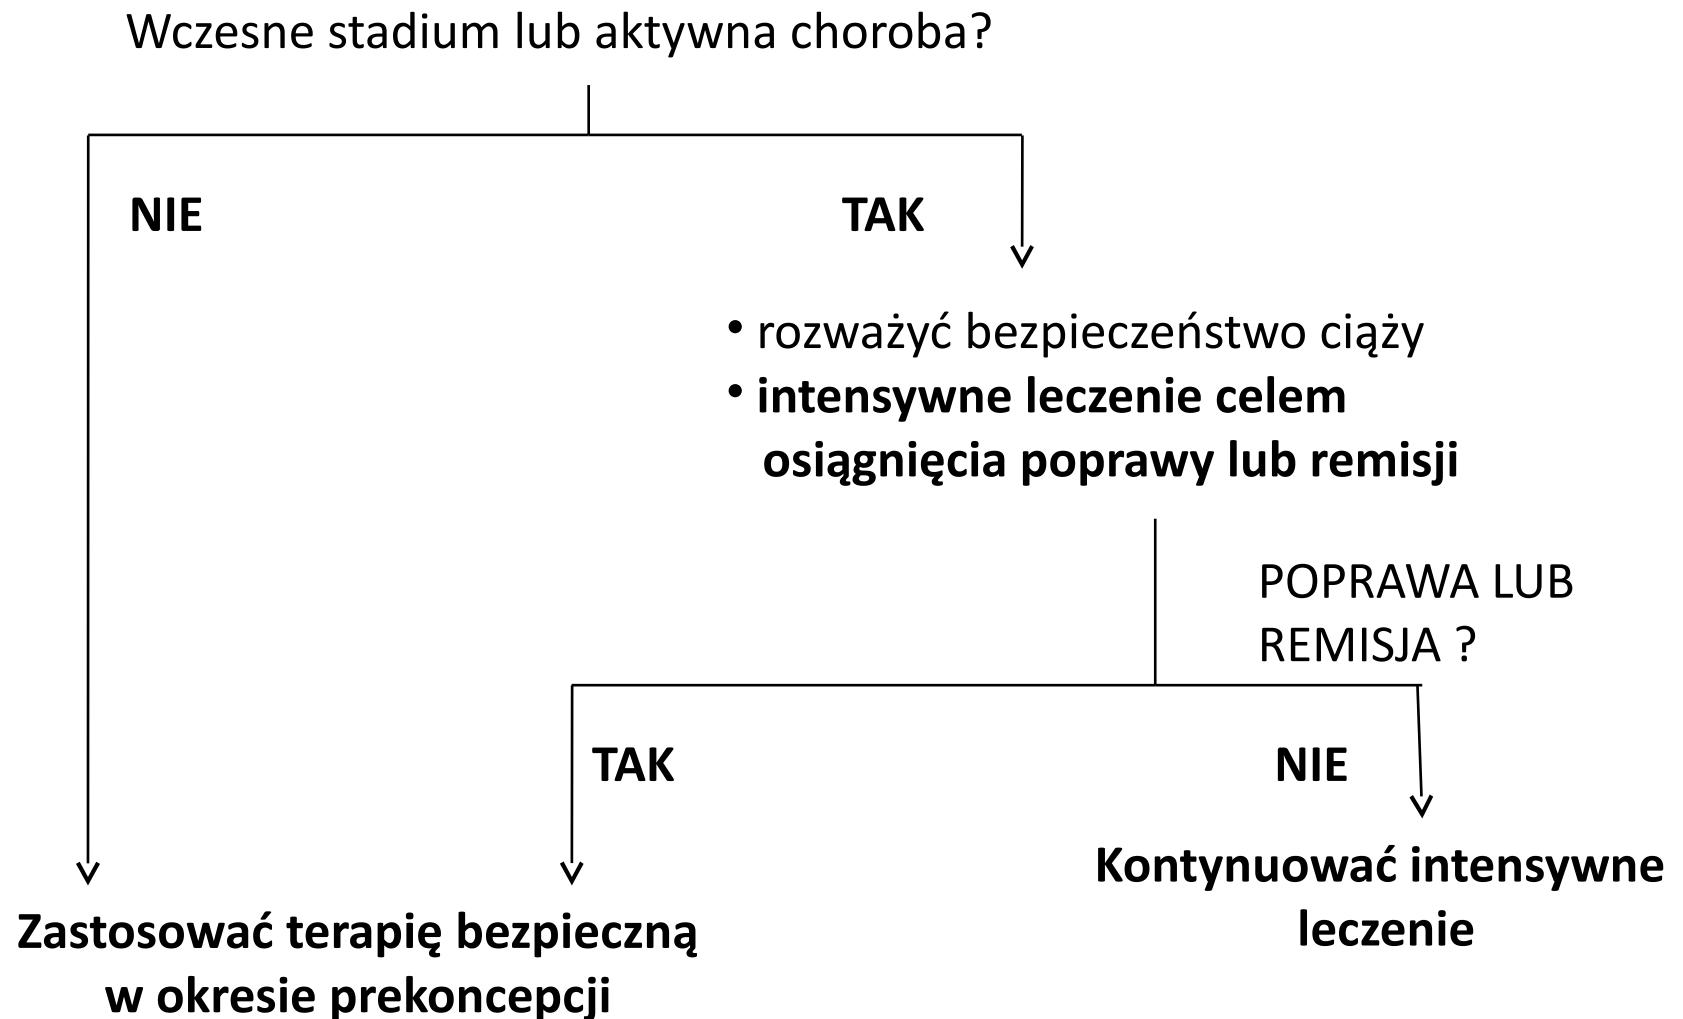 Wczesne stadium lub aktywna choroba?
NIE
TAK
• rozważyć bezpieczeństwo ciąży
• intensywne leczenie celem
osiągnięcia poprawy lub remisji
POPRAWA LUB
REMISJA ?
TAK
NIE
Kontynuować intensywne
leczenie
Zastosować terapię bezpieczną
w okresie prekoncepcji